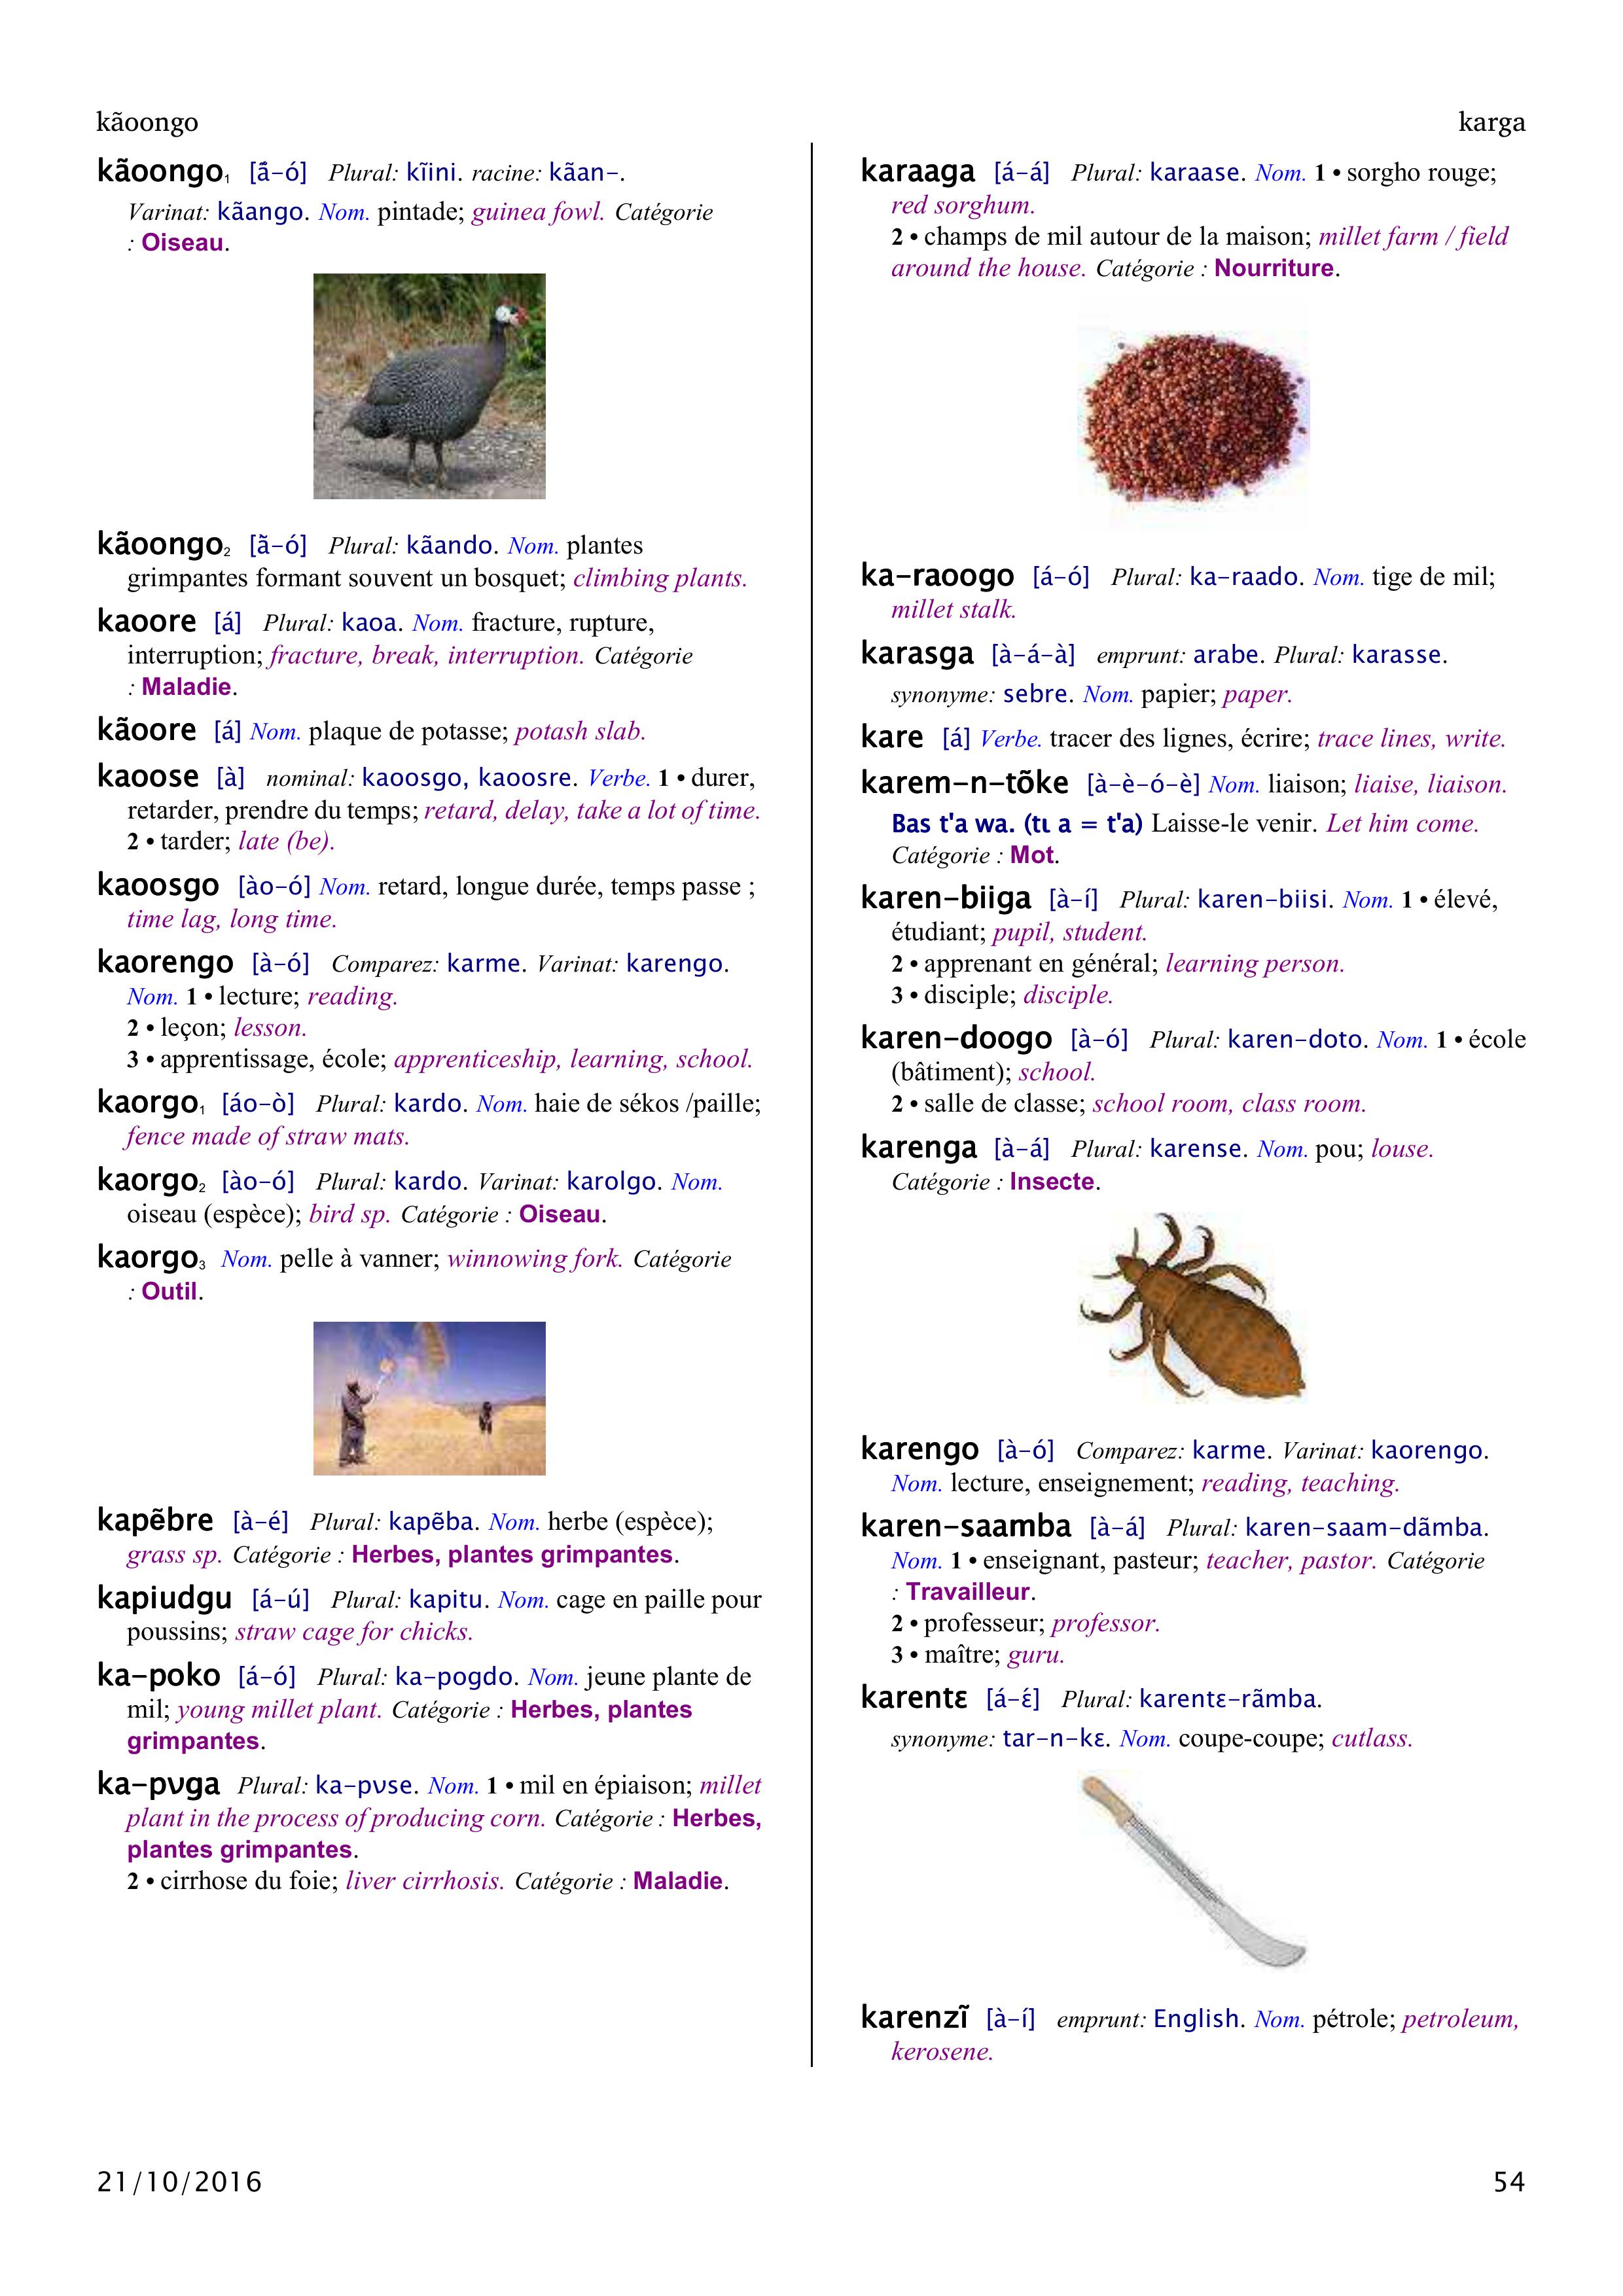 kãoongo
karga
kãoongo₁ [ã́-ó] Plural: kĩini. racine: kãan-.
Varinat: kãango. Nom. pintade; guinea fowl. Catégorie
: Oiseau.
kãoongo₂ [ã̀-ó] Plural: kãando. Nom. plantes
grimpantes formant souvent un bosquet; climbing plants.
kaoore [á] Plural: kaoa. Nom. fracture, rupture,
interruption; fracture, break, interruption. Catégorie
: Maladie.
kãoore [á] Nom. plaque de potasse; potash slab.
kaoose [à] nominal: kaoosgo, kaoosre. Verbe. 1 • durer,
retarder, prendre du temps; retard, delay, take a lot of time.
2 • tarder; late (be).
kaoosgo [ào-ó] Nom. retard, longue durée, temps passe ;
time lag, long time.
kaorengo [à-ó] Comparez: karme. Varinat: karengo.
Nom. 1 • lecture; reading.
2 • leçon; lesson.
3 • apprentissage, école; apprenticeship, learning, school.
kaorgo₁ [áo-ò] Plural: kardo. Nom. haie de sékos /paille;
fence made of straw mats.
kaorgo₂ [ào-ó] Plural: kardo. Varinat: karolgo. Nom.
oiseau (espèce); bird sp. Catégorie : Oiseau.
kaorgo₃ Nom. pelle à vanner; winnowing fork. Catégorie
: Outil.
kapẽbre [à-é] Plural: kapẽba. Nom. herbe (espèce);
grass sp. Catégorie : Herbes, plantes grimpantes.
kapiudgu [á-ú] Plural: kapitu. Nom. cage en paille pour
poussins; straw cage for chicks.
ka-poko [á-ó] Plural: ka-pogdo. Nom. jeune plante de
mil; young millet plant. Catégorie : Herbes, plantes
grimpantes.
ka-pʋga Plural: ka-pʋse. Nom. 1 • mil en épiaison; millet
plant in the process of producing corn. Catégorie : Herbes,
plantes grimpantes.
2 • cirrhose du foie; liver cirrhosis. Catégorie : Maladie.
karaaga [á-á] Plural: karaase. Nom. 1 • sorgho rouge;
red sorghum.
2 • champs de mil autour de la maison; millet farm / field
around the house. Catégorie : Nourriture.
ka-raoogo [á-ó] Plural: ka-raado. Nom. tige de mil;
millet stalk.
karasga [à-á-à] emprunt: arabe. Plural: karasse.
synonyme: sebre. Nom. papier; paper.
kare [á] Verbe. tracer des lignes, écrire; trace lines, write.
karem-n-tõke [à-è-ó-è] Nom. liaison; liaise, liaison.
Bas t'a wa. (tɩ a = t'a) Laisse-le venir. Let him come.
Catégorie : Mot.
karen-biiga [à-í] Plural: karen-biisi. Nom. 1 • élevé,
étudiant; pupil, student.
2 • apprenant en général; learning person.
3 • disciple; disciple.
karen-doogo [à-ó] Plural: karen-doto. Nom. 1 • école
(bâtiment); school.
2 • salle de classe; school room, class room.
karenga [à-á] Plural: karense. Nom. pou; louse.
Catégorie : Insecte.
karengo [à-ó] Comparez: karme. Varinat: kaorengo.
Nom. lecture, enseignement; reading, teaching.
karen-saamba [à-á] Plural: karen-saam-dãmba.
Nom. 1 • enseignant, pasteur; teacher, pastor. Catégorie
: Travailleur.
2 • professeur; professor.
3 • maître; guru.
karentɛ [á-ɛ́] Plural: karentɛ-rãmba.
synonyme: tar-n-kɛ. Nom. coupe-coupe; cutlass.
karenzĩ [à-í] emprunt: English. Nom. pétrole; petroleum,
kerosene.
21/10/2016
54